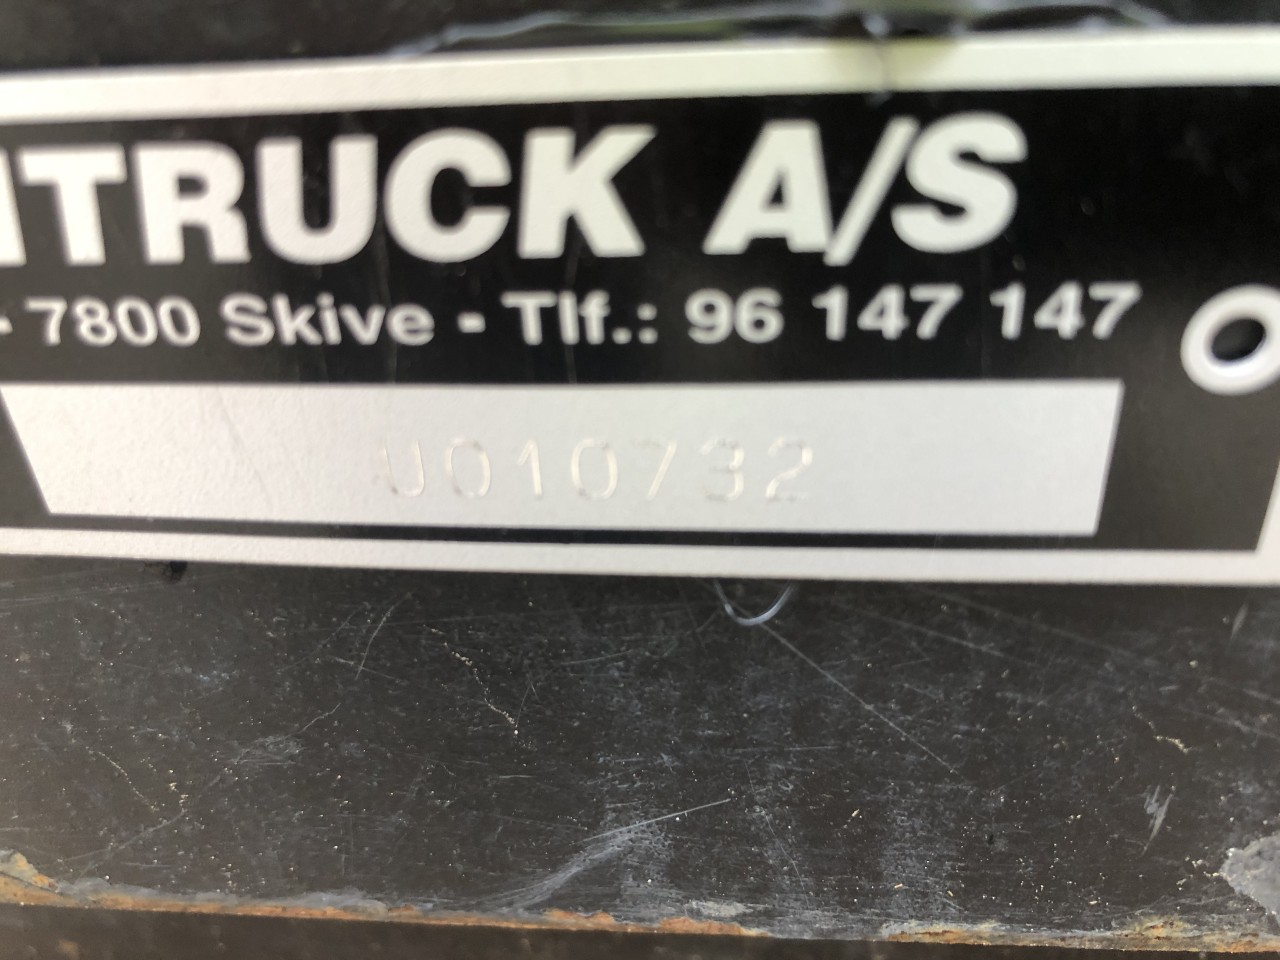 TRUCK A/S
- 7800 Skive - Tlf.: 96 147 147
U010732